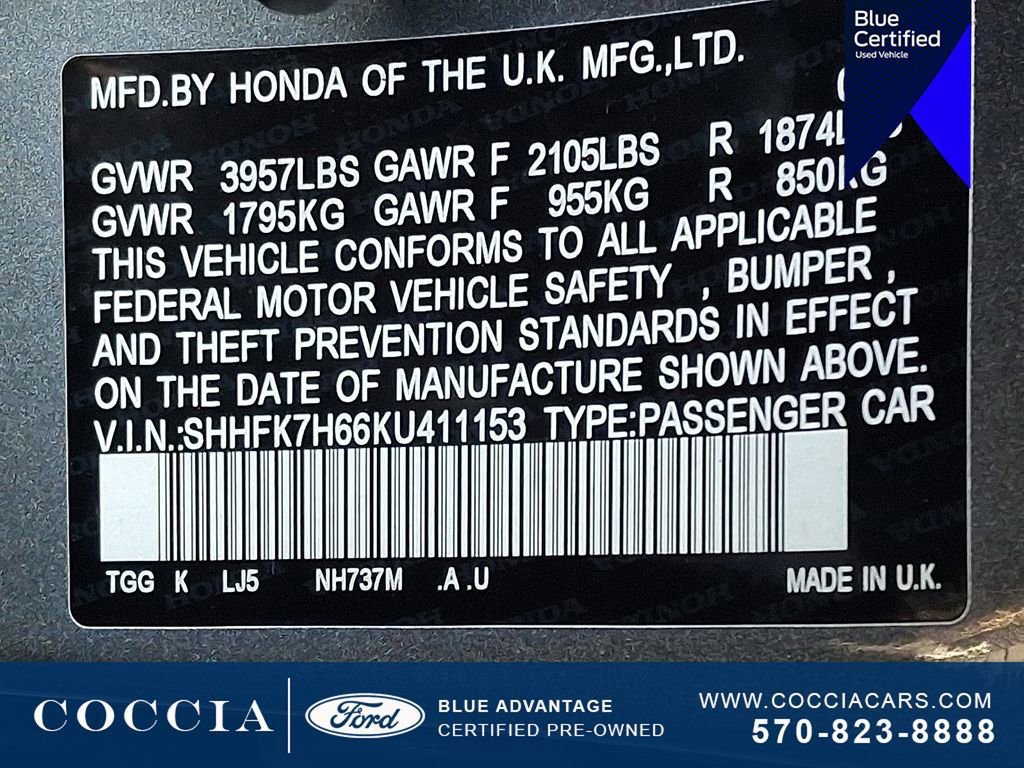 Blue
Certified
Used Vehicle
MFD.BY HONDA OF THE U.K. MFG.,LTD.
GVWR 3957LBS GAWR F 2105LBS R 1874LBS
GVWR 1795KG GAWR F 955KG R 850KG
THIS VEHICLE CONFORMS TO ALL APPLICABLE
FEDERAL MOTOR VEHICLE SAFETY , BUMPER ,
AND THEFT PREVENTION STANDARDS IN EFFECT
ON THE DATE OF MANUFACTURE SHOWN ABOVE.
V.I.N.:SHHFK7H66KU411153 TYPE:PASSENGER CAR
TGG K LJ5 NH737M .A .U MADE IN U.K.
COCCIA
Ford
BLUE ADVANTAGE
CERTIFIED PRE-OWNED
WWW.COCCIACARS.COM
570-823-8888